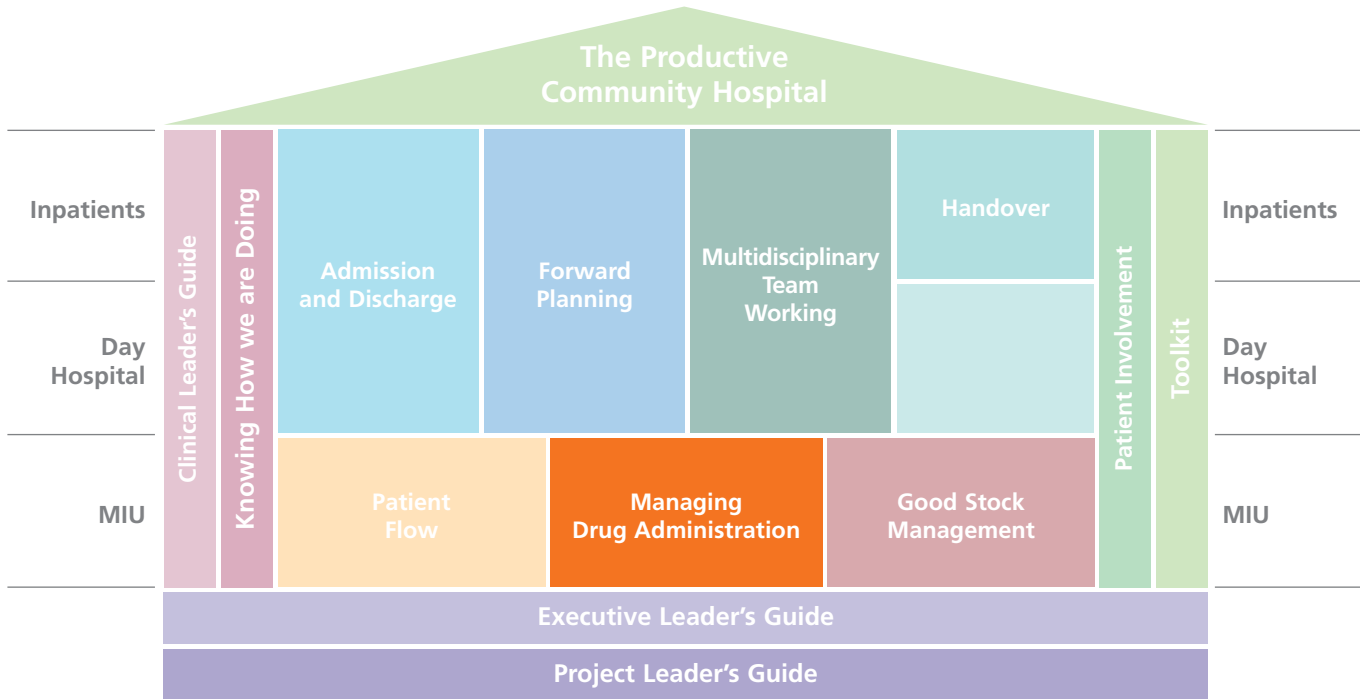 The Productive
Community Hospital
Inpatients
Day
Hospital
MIU
Clinical Leader's Guide
Knowing How we are Doing
Admission
and Discharge
Forward
Planning
Multidisciplinary
Team
Working
Handover
Patient
Flow
Managing
Drug Administration
Good Stock
Management
Patient Involvement
Toolkit
Inpatients
Day
Hospital
MIU
Executive Leader’s Guide
Project Leader’s Guide